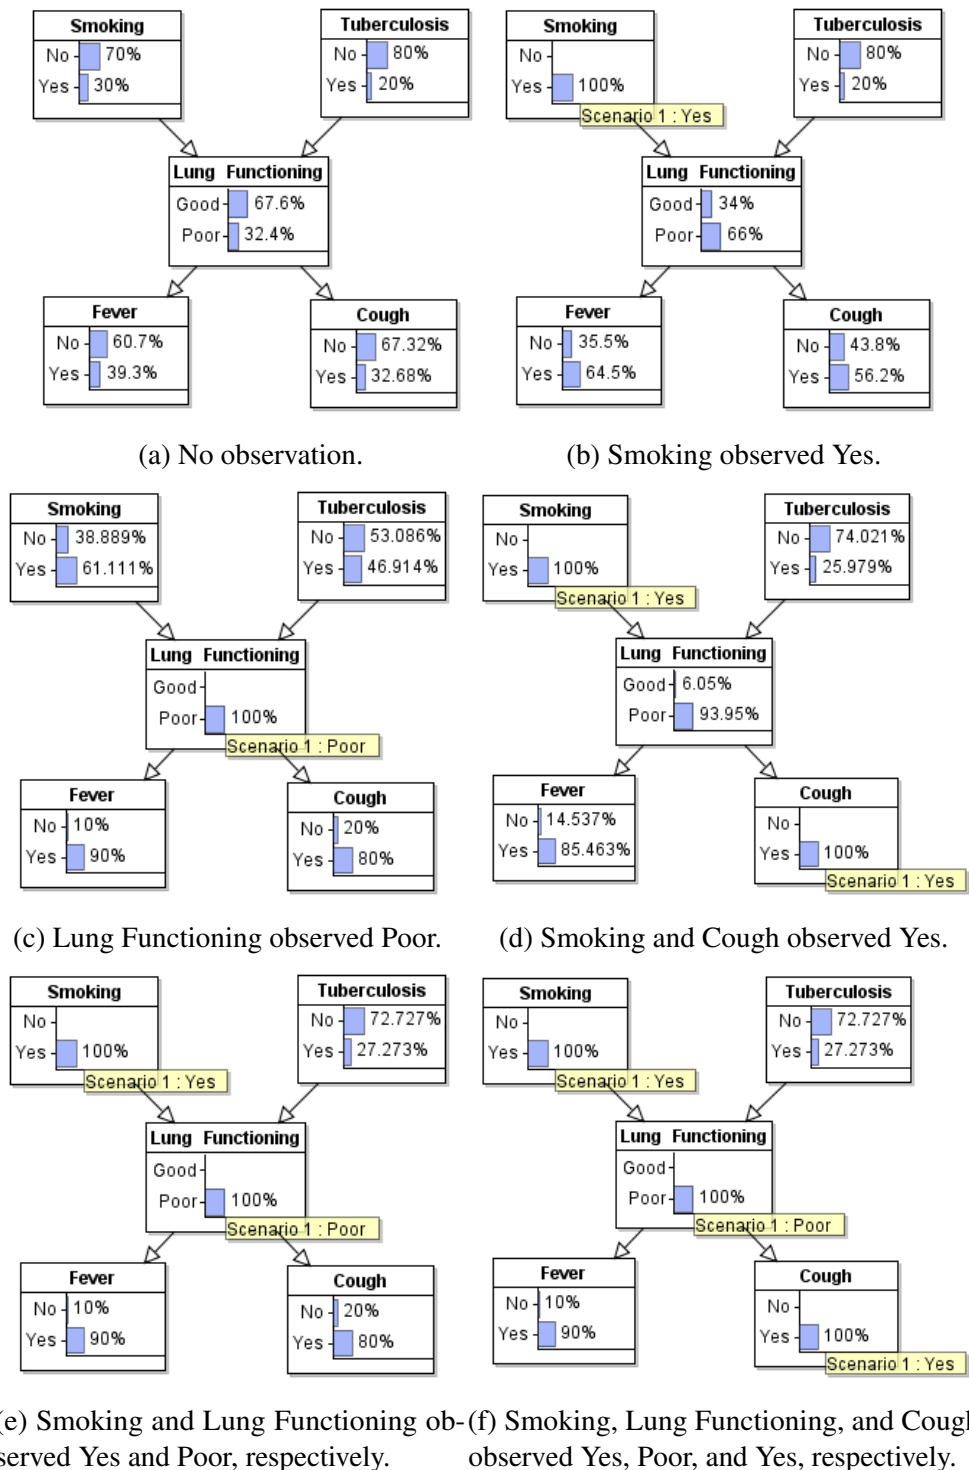 Smoking
No 70%
Yes 30%
Tuberculosis
No 80%
Yes 20%
Lung Functioning
Good 67.6%
Poor 32.4%
Fever
No 60.7%
Yes 39.3%
Cough
No 67.32%
Yes 32.68%
(a) No observation.
Smoking
No
Yes 100%
Scenario 1 : Yes
Tuberculosis
No 80%
Yes 20%
Lung Functioning
Good 34%
Poor 66%
Fever
No 35.5%
Yes 64.5%
Cough
No 43.8%
Yes 56.2%
(b) Smoking observed Yes.
Smoking
No 38.889%
Yes 61.111%
Tuberculosis
No 53.086%
Yes 46.914%
Lung Functioning
Good
Poor 100%
Scenario 1 : Poor
Fever
No 10%
Yes 90%
Cough
No 20%
Yes 80%
(c) Lung Functioning observed Poor.
Smoking
No
Yes 100%
Scenario 1 : Yes
Tuberculosis
No 74.021%
Yes 25.979%
Lung Functioning
Good 6.05%
Poor 93.95%
Fever
No 14.537%
Yes 85.463%
Cough
No
Yes 100%
Scenario 1 : Yes
(d) Smoking and Cough observed Yes.
Smoking
No
Yes 100%
Scenario 1 : Yes
Tuberculosis
No 72.727%
Yes 27.273%
Lung Functioning
Good
Poor 100%
Scenario 1 : Poor
Fever
No 10%
Yes 90%
Cough
No 20%
Yes 80%
(e) Smoking and Lung Functioning ob-
served Yes and Poor, respectively.
Smoking
No
Yes 100%
Scenario 1 : Yes
Tuberculosis
No 72.727%
Yes 27.273%
Lung Functioning
Good
Poor 100%
Scenario 1 : Poor
Fever
No 10%
Yes 90%
Cough
No
Yes 100%
Scenario 1 : Yes
(f) Smoking, Lung Functioning, and Cough
observed Yes, Poor, and Yes, respectively.